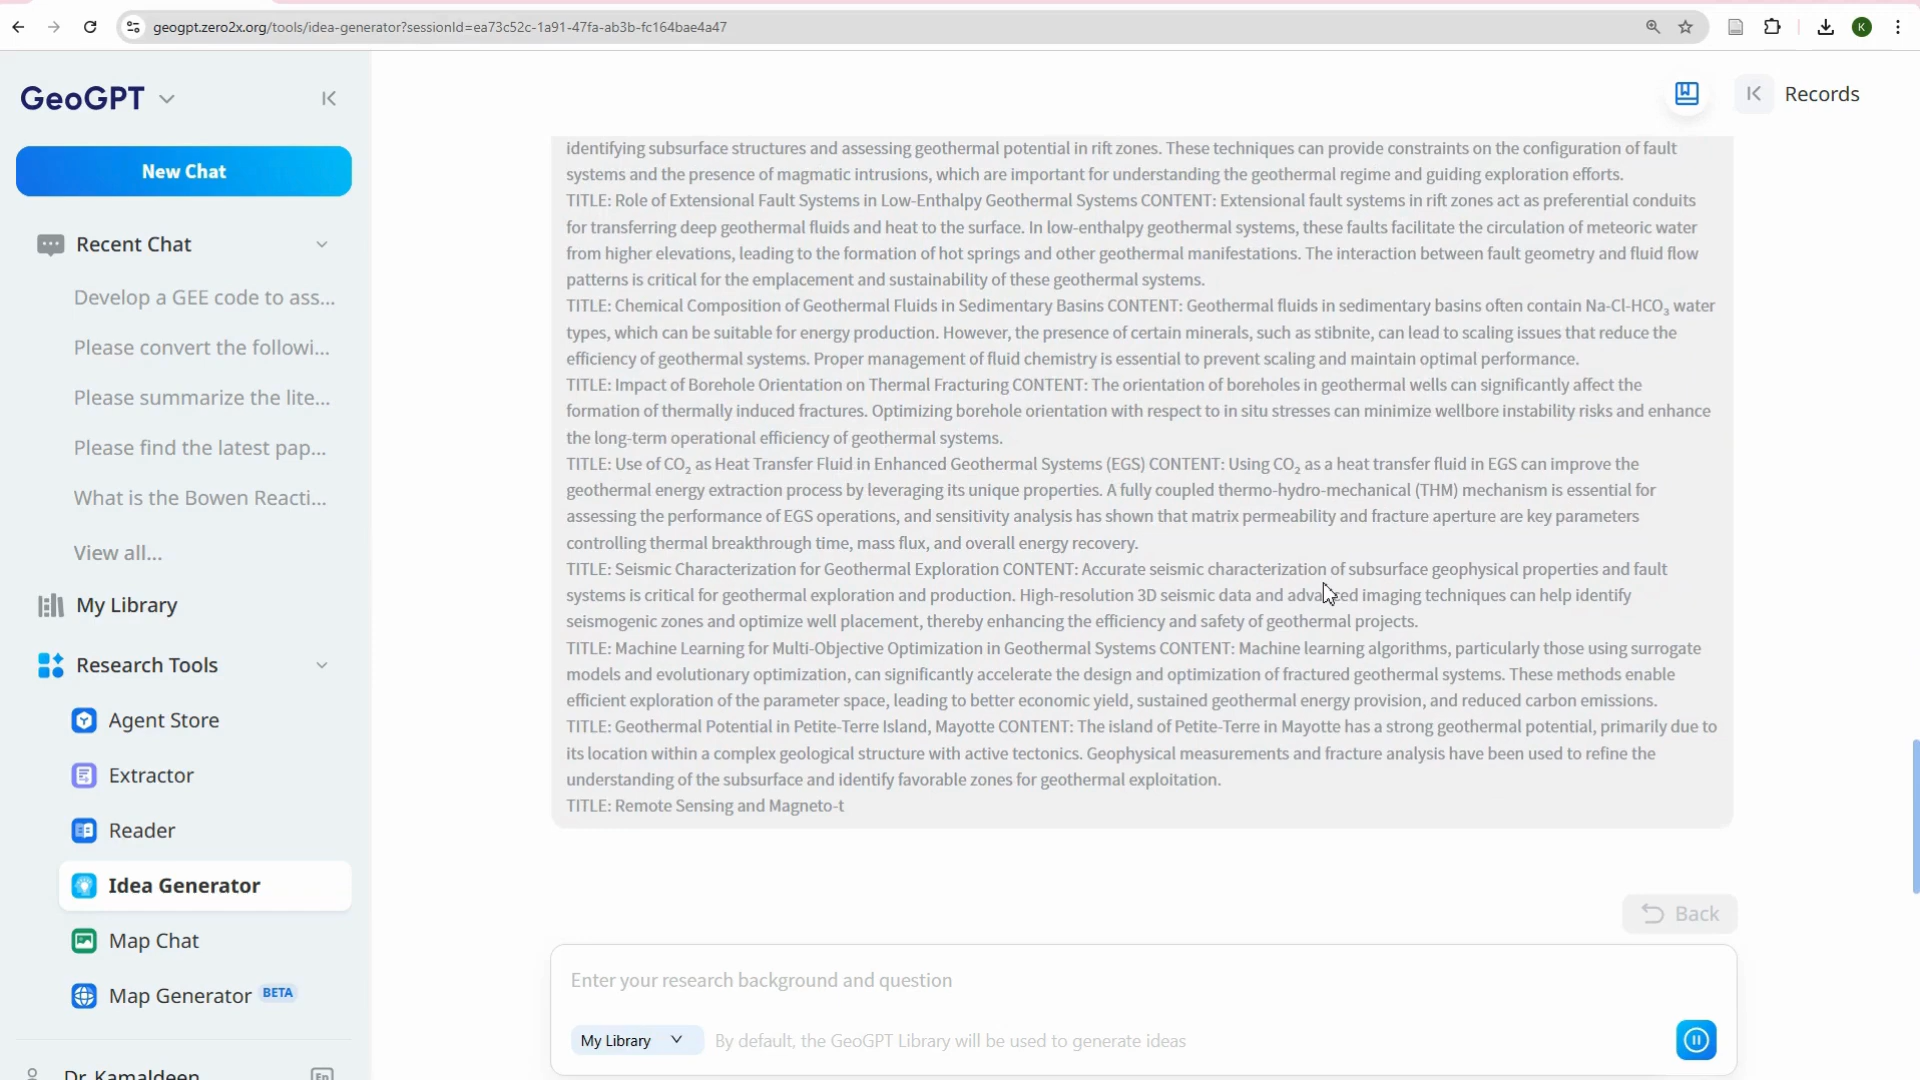 geogpt.zero2x.org/tools/idea-generator?sessionId=ea73c52c-1a91-47fa-ab3b-fc164bae4a47
K
GeoGPT
New Chat
Recent Chat
Develop a GEE code to ass...
Please convert the followi...
Please summarize the lite...
Please find the latest pap...
What is the Bowen Reacti...
View all...
My Library
Research Tools
Agent Store
Extractor
Reader
Idea Generator
Map Chat
Map Generator BETA
Dr. Kamaldeen
En
Records
identifying subsurface structures and assessing geothermal potential in rift zones. These techniques can provide constraints on the configuration of fault
systems and the presence of magmatic intrusions, which are important for understanding the geothermal regime and guiding exploration efforts.
TITLE: Role of Extensional Fault Systems in Low-Enthalpy Geothermal Systems CONTENT: Extensional fault systems in rift zones act as preferential conduits
for transferring deep geothermal fluids and heat to the surface. In low-enthalpy geothermal systems, these faults facilitate the circulation of meteoric water
from higher elevations, leading to the formation of hot springs and other geothermal manifestations. The interaction between fault geometry and fluid flow
patterns is critical for the emplacement and sustainability of these geothermal systems.
TITLE: Chemical Composition of Geothermal Fluids in Sedimentary Basins CONTENT: Geothermal fluids in sedimentary basins often contain Na-Cl-HCO₃ water
types, which can be suitable for energy production. However, the presence of certain minerals, such as stibnite, can lead to scaling issues that reduce the
efficiency of geothermal systems. Proper management of fluid chemistry is essential to prevent scaling and maintain optimal performance.
TITLE: Impact of Borehole Orientation on Thermal Fracturing CONTENT: The orientation of boreholes in geothermal wells can significantly affect the
formation of thermally induced fractures. Optimizing borehole orientation with respect to in situ stresses can minimize wellbore instability risks and enhance
the long-term operational efficiency of geothermal systems.
TITLE: Use of CO₂ as Heat Transfer Fluid in Enhanced Geothermal Systems (EGS) CONTENT: Using CO₂ as a heat transfer fluid in EGS can improve the
geothermal energy extraction process by leveraging its unique properties. A fully coupled thermo-hydro-mechanical (THM) mechanism is essential for
assessing the performance of EGS operations, and sensitivity analysis has shown that matrix permeability and fracture aperture are key parameters
controlling thermal breakthrough time, mass flux, and overall energy recovery.
TITLE: Seismic Characterization for Geothermal Exploration CONTENT: Accurate seismic characterization of subsurface geophysical properties and fault
systems is critical for geothermal exploration and production. High-resolution 3D seismic data and advanced imaging techniques can help identify
seismogenic zones and optimize well placement, thereby enhancing the efficiency and safety of geothermal projects.
TITLE: Machine Learning for Multi-Objective Optimization in Geothermal Systems CONTENT: Machine learning algorithms, particularly those using surrogate
models and evolutionary optimization, can significantly accelerate the design and optimization of fractured geothermal systems. These methods enable
efficient exploration of the parameter space, leading to better economic yield, sustained geothermal energy provision, and reduced carbon emissions.
TITLE: Geothermal Potential in Petite-Terre Island, Mayotte CONTENT: The island of Petite-Terre in Mayotte has a strong geothermal potential, primarily due to
its location within a complex geological structure with active tectonics. Geophysical measurements and fracture analysis have been used to refine the
understanding of the subsurface and identify favorable zones for geothermal exploitation.
TITLE: Remote Sensing and Magneto-t
Back
Enter your research background and question
My Library
By default, the GeoGPT Library will be used to generate ideas